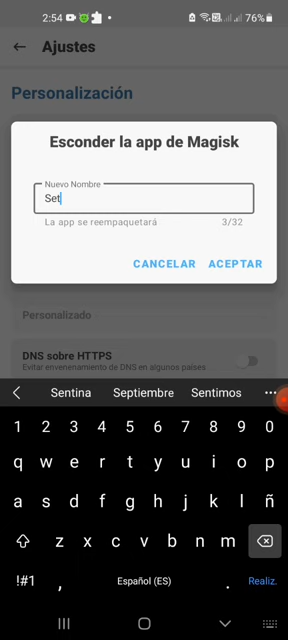 2:54 76%
Ajustes
Personalización
Esconder la app de Magisk
Nuevo Nombre
Set
La app se reempaquetará 3/32
CANCELAR ACEPTAR
Personalizado
DNS sobre HTTPS
Evitar envenenamiento de DNS en algunos países
Sentina Septiembre Sentimos ...
1 2 3 4 5 6 7 8 9 0
q w e r t y u i o p
a s d f g h j k l ñ
z x c v b n m
!#1 , Español (ES) . Realiz.